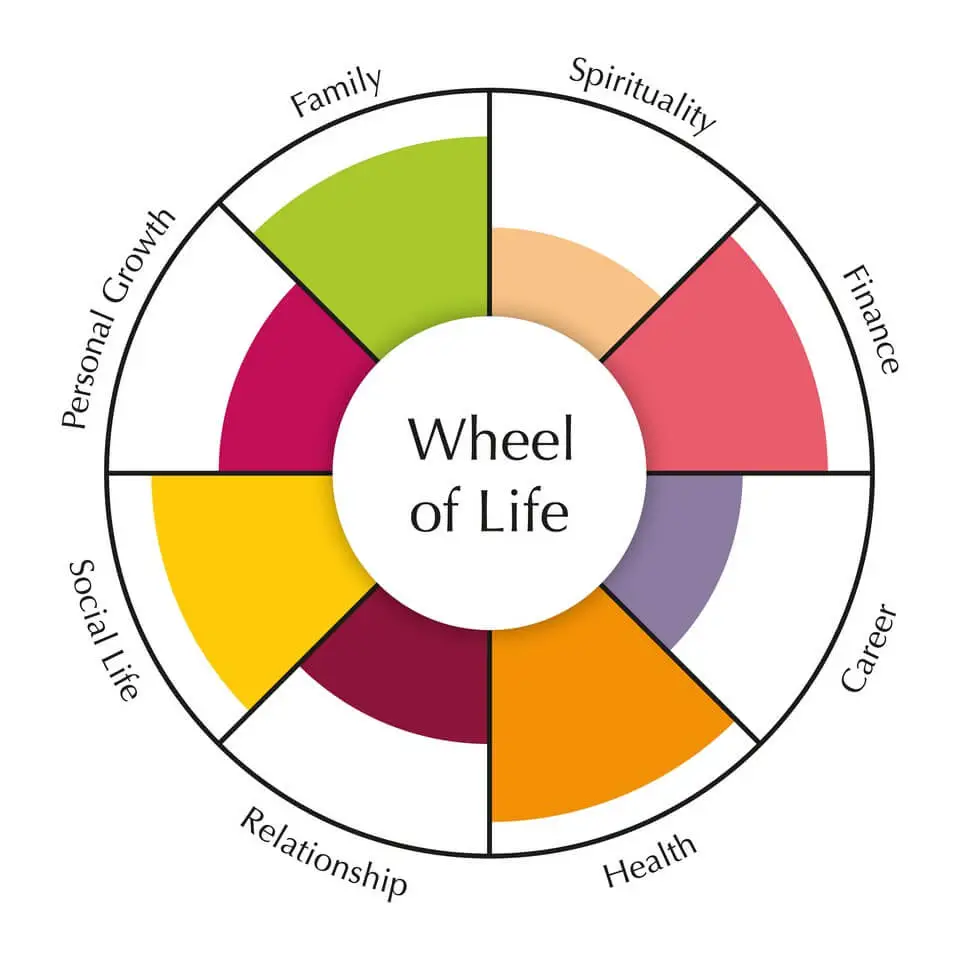 Family
Spirituality
Personal Growth
Finance
Wheel
of Life
Social Life
Career
Relationship
Health